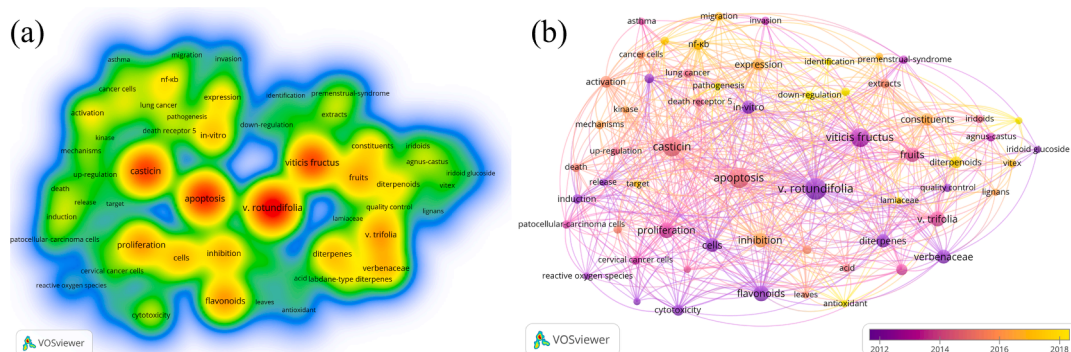 (a)
asthma
migration
invasion
nf-κb
cancer cells
expression
identification
premenstrual-syndrome
lung cancer
extracts
activation
pathogenesis
down-regulation
kinase
death receptor 5
in-vitro
constituents
mechanisms
viticis fructus
iridoids
agnus-castus
up-regulation
casticin
fruits
iridoid glucoside
death
diterpenoids
vitex
release
target
apoptosis
v. rotundifolia
quality control
lignans
induction
lamiaceae
v. trifolia
patocellular-carcinoma cells
proliferation
cells
inhibition
diterpenes
cervical cancer cells
verbenaceae
acid
labdane-type diterpenes
reactive oxygen species
flavonoids
leaves
antioxidant
cytotoxicity
VOSviewer
(b)
asthma
migration
invasion
nf-κb
cancer cells
expression
identification
premenstrual-syndrome
lung cancer
activation
pathogenesis
extracts
down-regulation
kinase
death receptor 5
in-vitro
constituents
iridoids
mechanisms
viticis fructus
agnus-castus
casticin
iridoid glucoside
up-regulation
fruits
death
diterpenoids
vitex
release
target
apoptosis
v. rotundifolia
quality control
lignans
induction
lamiaceae
patocellular-carcinoma cells
v. trifolia
proliferation
cells
inhibition
diterpenes
cervical cancer cells
verbenaceae
acid
reactive oxygen species
flavonoids
leaves
antioxidant
cytotoxicity
VOSviewer
2012 2014 2016 2018